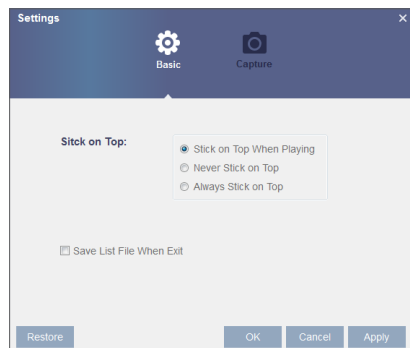 Settings
Basic
Capture
Sitck on Top:
Stick on Top When Playing
Never Stick on Top
Always Stick on Top
Save List File When Exit
Restore
OK
Cancel
Apply